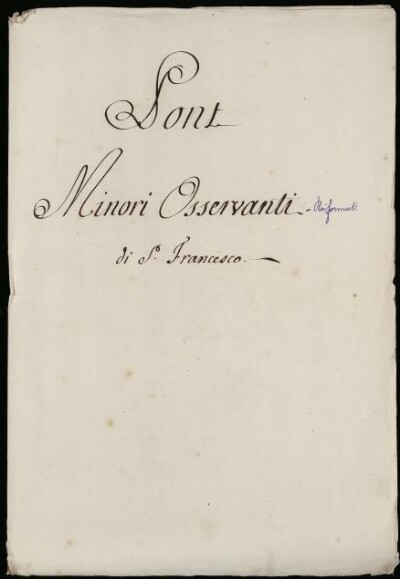 Pont
Minori Osservanti - Riformati
di S.o Francesco.